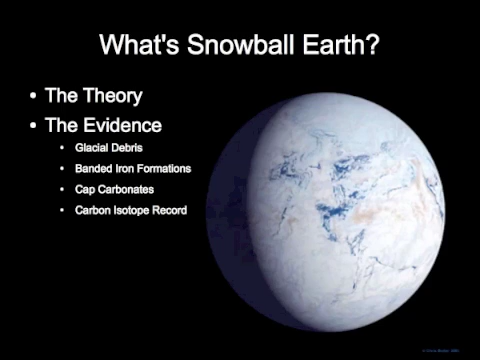 What's Snowball Earth?
• The Theory
• The Evidence
• Glacial Debris
• Banded Iron Formations
• Cap Carbonates
• Carbon Isotope Record